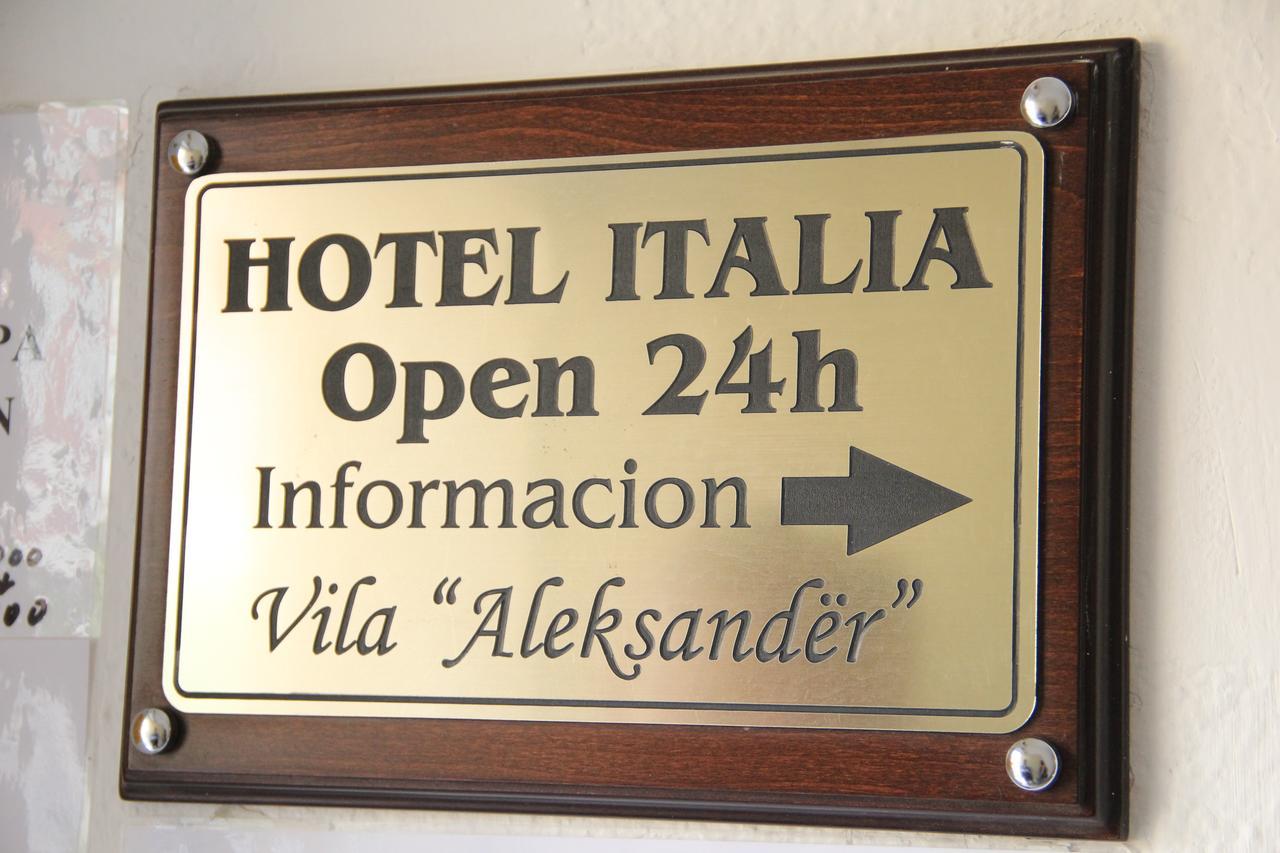 HOTEL ITALIA
Open 24h
Informacion
Vila “Aleksandër”